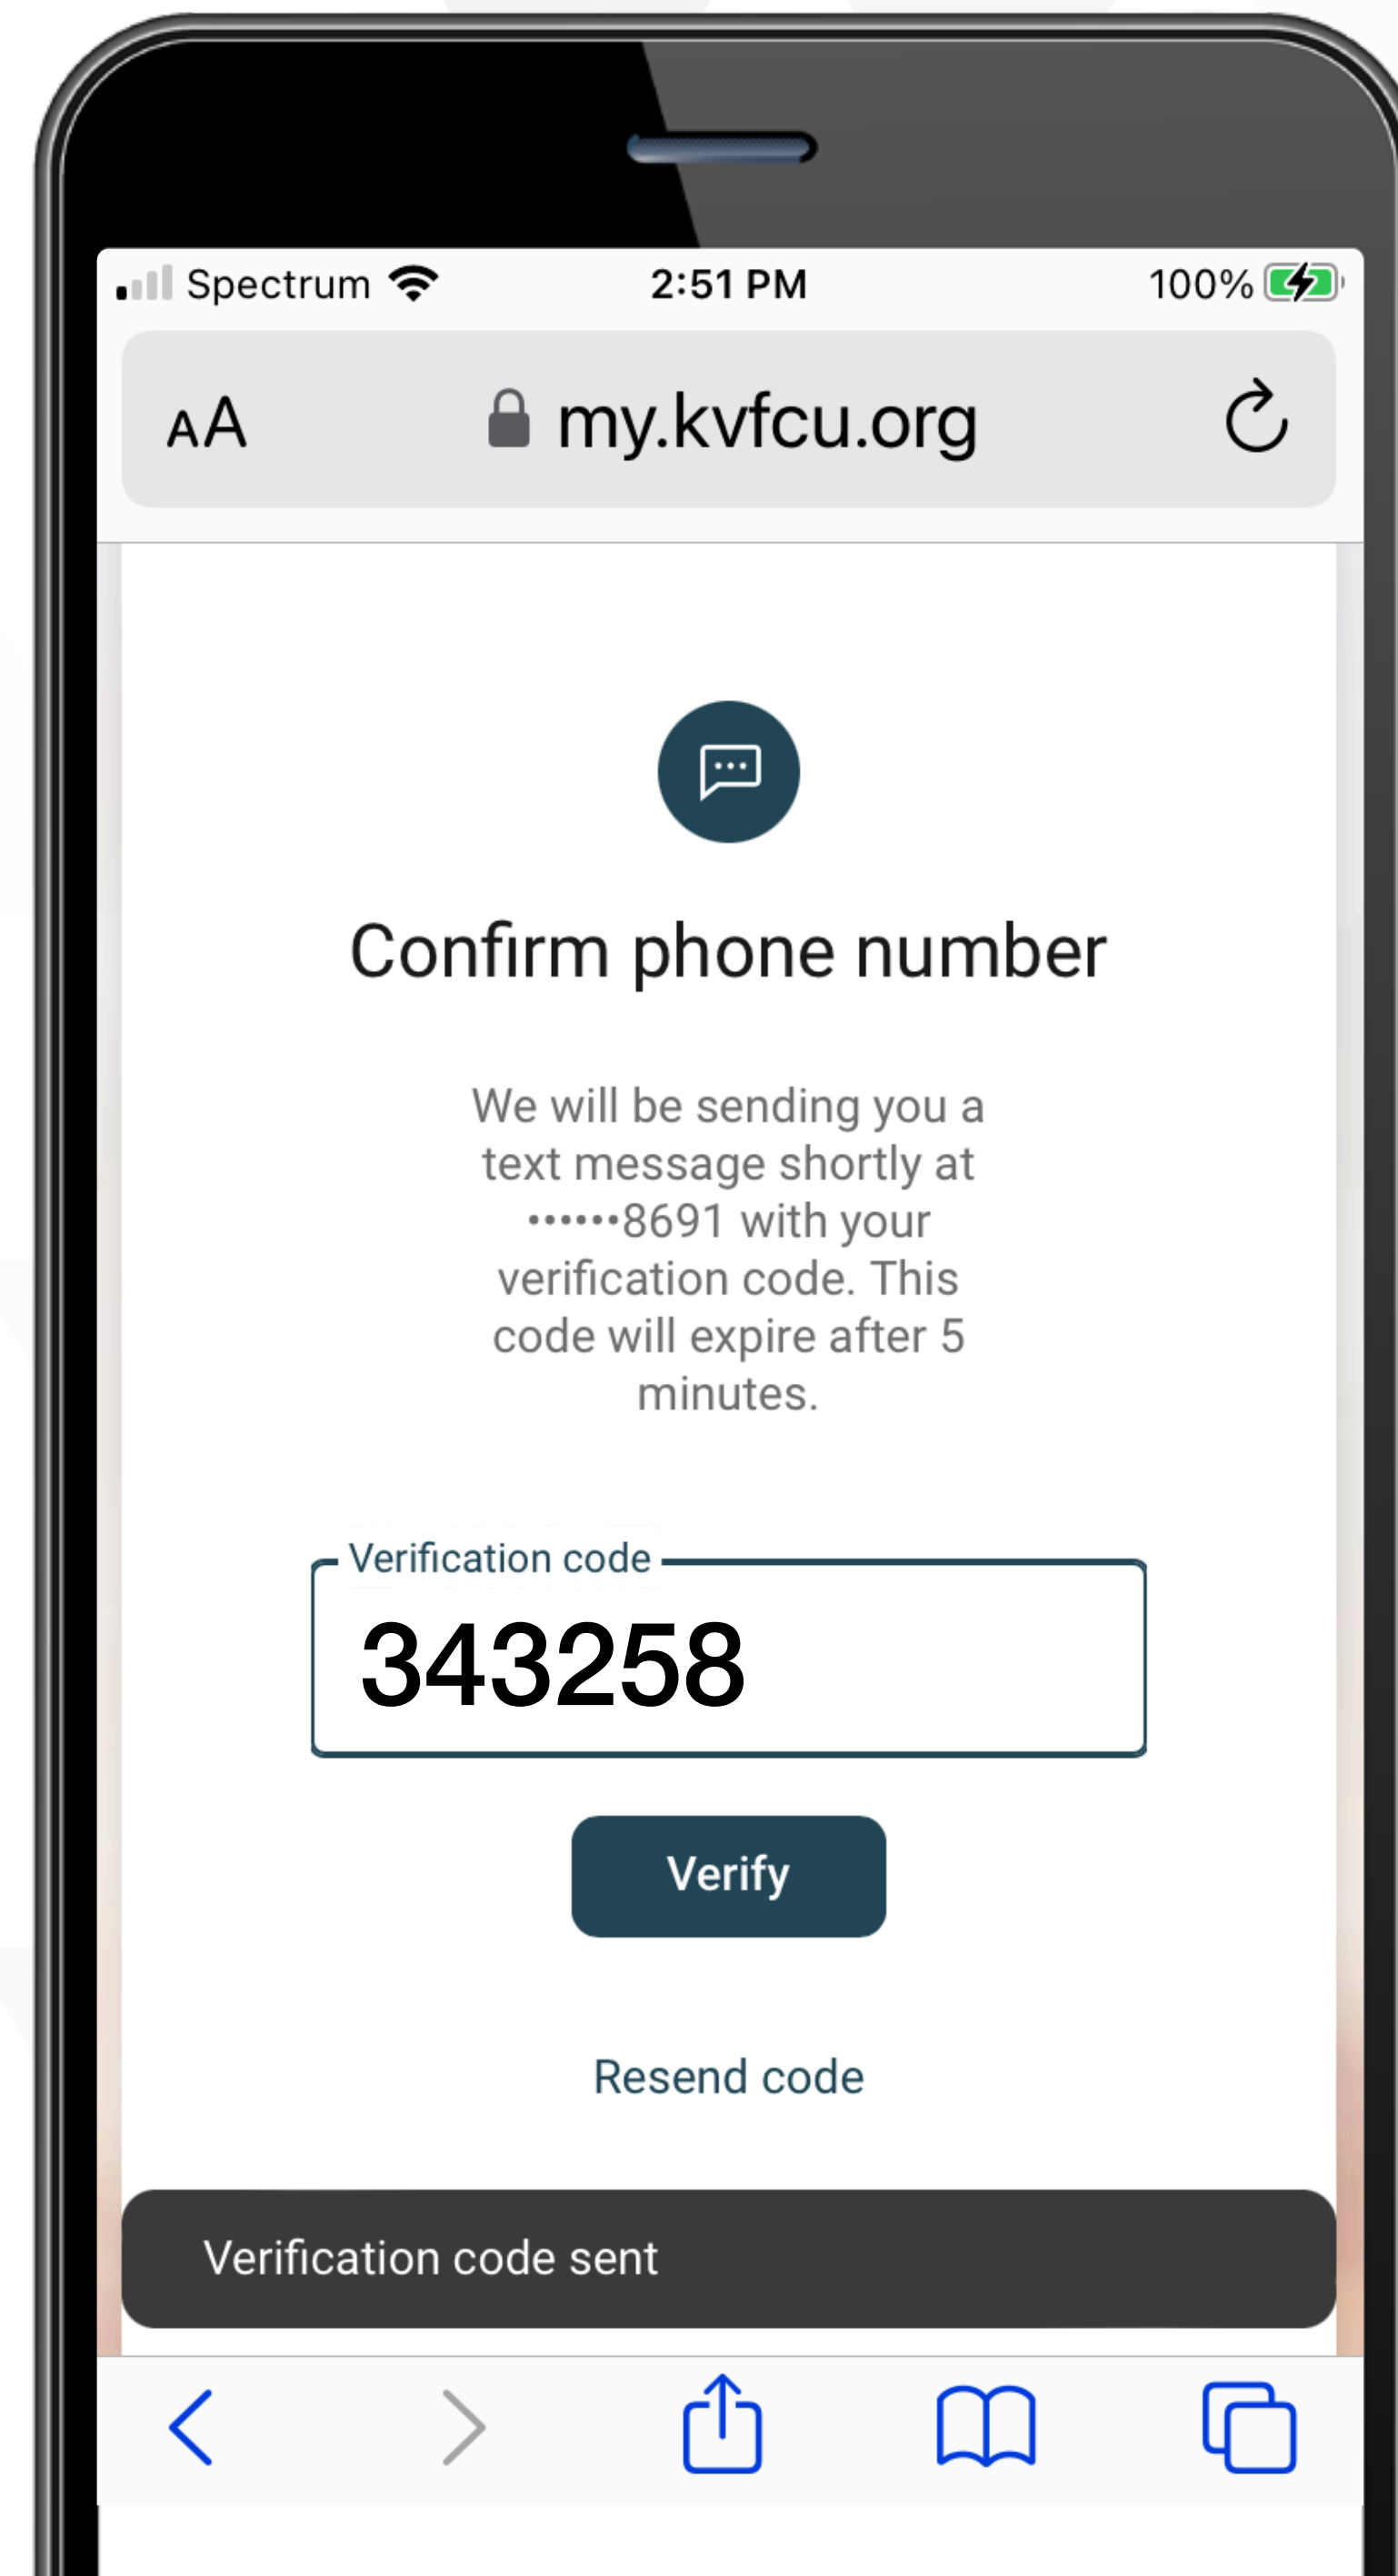 Spectrum 2:51 PM 100%
AA my.kvfcu.org
Confirm phone number
We will be sending you a
text message shortly at
••••••8691 with your
verification code. This
code will expire after 5
minutes.
Verification code
343258
Verify
Resend code
Verification code sent